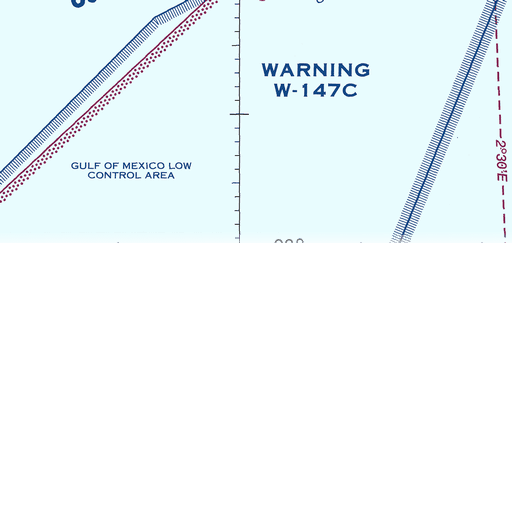 WARNING
W-147C
GULF OF MEXICO LOW
CONTROL AREA
2°30'E